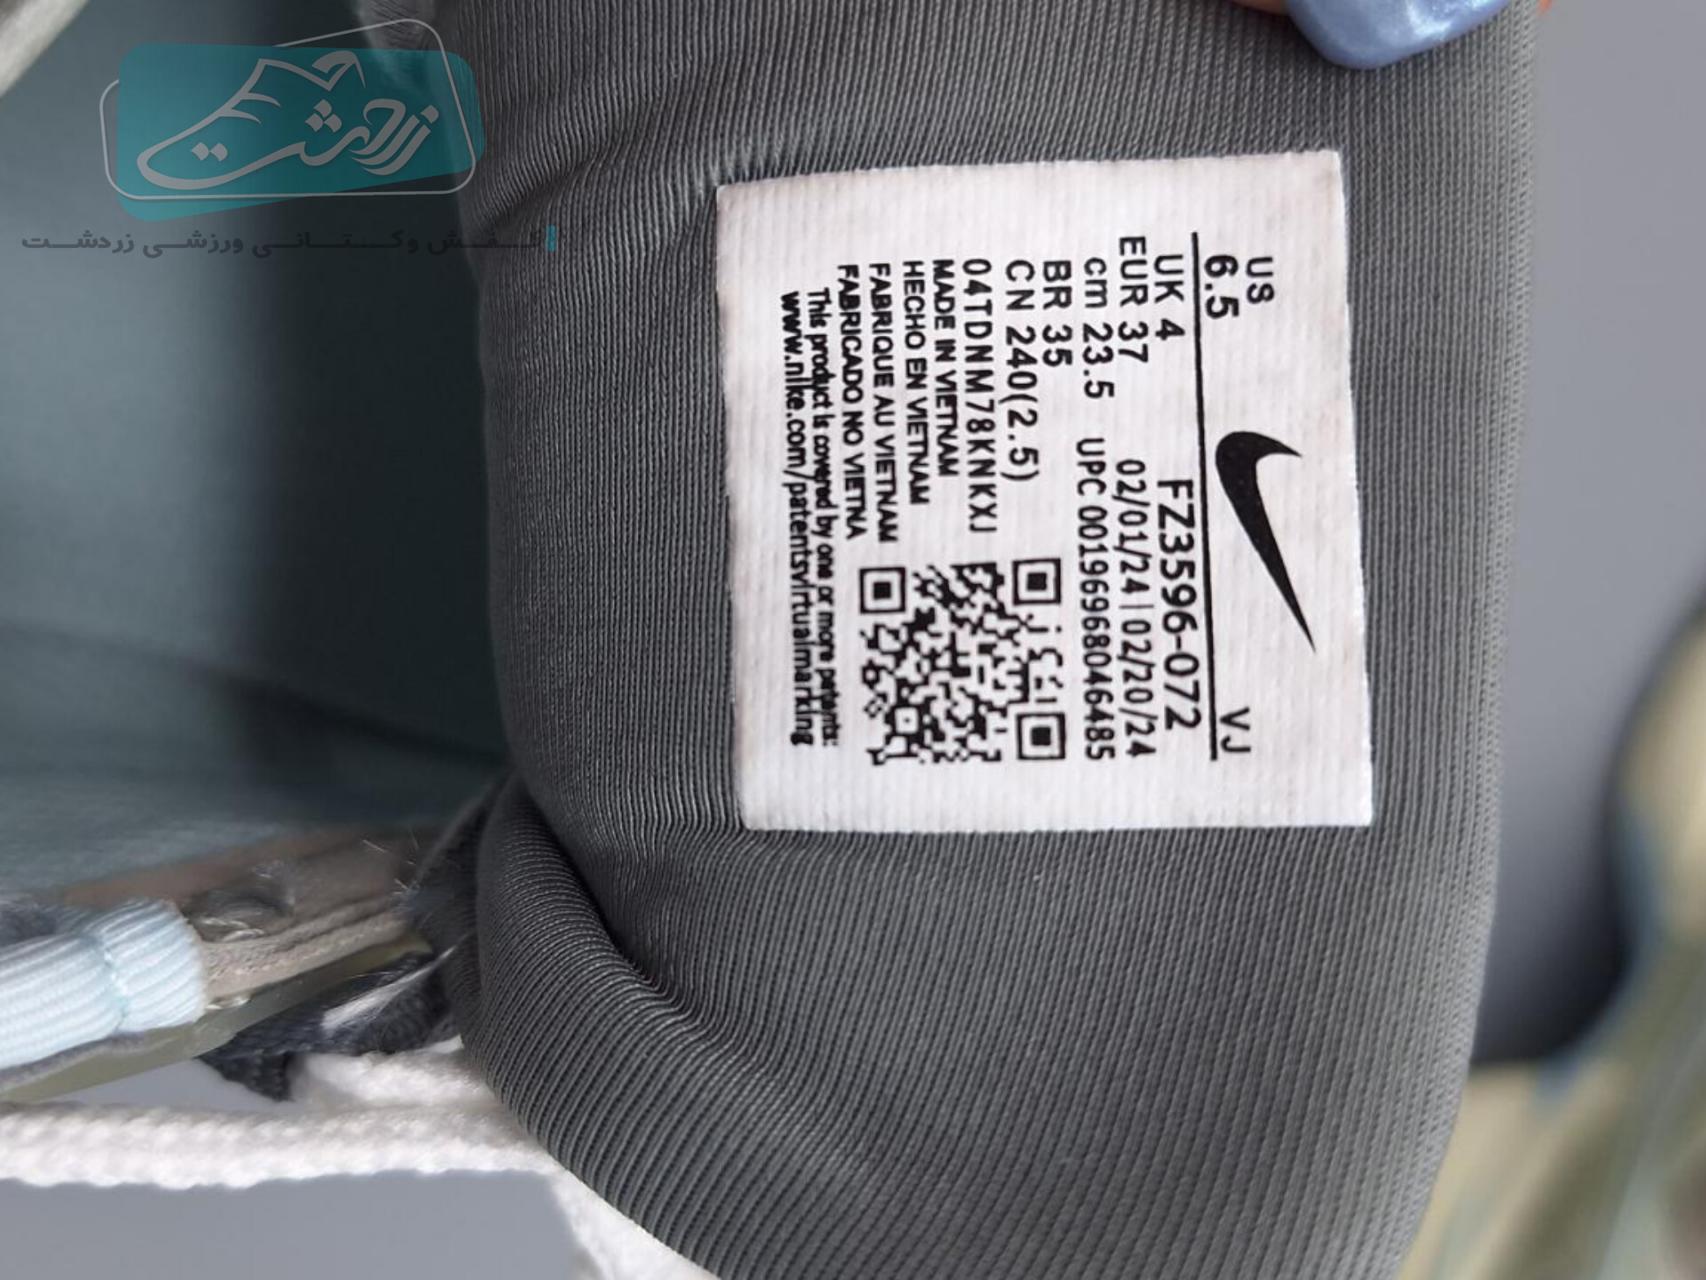 زردشت
کفش و کتانی ورزشی زردشت
US
6.5
VJ
UK 4
FZ3596-072
EUR 37
02/01/24 | 02/20/24
cm 23.5
UPC 00196968046485
BR 35
CN 240(2.5)
04TDNM78KNKXJ
MADE IN VIETNAM
HECHO EN VIETNAM
FABRIQUE AU VIETNAM
FABRICADO NO VIETNA
This product is covered by one or more patents:
www.nike.com/patentsvirtualmarking